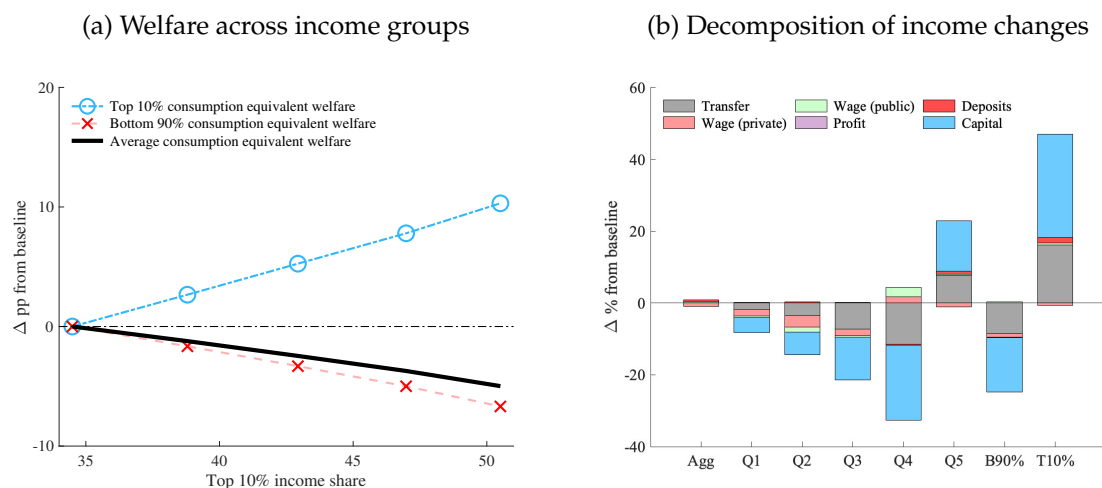 (a) Welfare across income groups
20
10
0
-10
Δ pp from baseline
Top 10% consumption equivalent welfare
Bottom 90% consumption equivalent welfare
Average consumption equivalent welfare
35 40 45 50
Top 10% income share
(b) Decomposition of income changes
60
40
20
0
-20
-40
Δ % from baseline
Transfer Wage (public) Deposits
Wage (private) Profit Capital
Agg Q1 Q2 Q3 Q4 Q5 B90% T10%